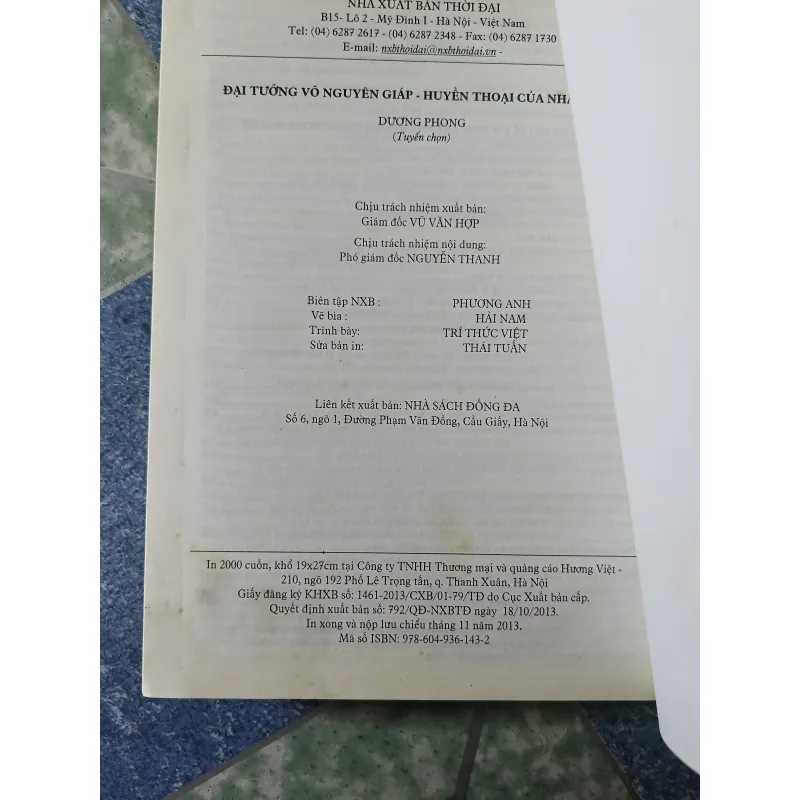 NHÀ XUẤT BẢN THỜI ĐẠI
B15- Lô 2 - Mỹ Đình I - Hà Nội - Việt Nam
Tel: (04) 6287 2617 - (04) 6287 2348 - Fax: (04) 6287 1730
E-mail: nxbthoidai@nxbthoidai.vn -
ĐẠI TƯỚNG VÕ NGUYÊN GIÁP - HUYỀN THOẠI CỦA NHÂ
DƯƠNG PHONG
(Tuyển chọn)
Chịu trách nhiệm xuất bản:
Giám đốc VŨ VĂN HỢP
Chịu trách nhiệm nội dung:
Phó giám đốc NGUYỄN THANH
Biên tập NXB : PHƯƠNG ANH
Vẽ bìa : HẢI NAM
Trình bày: TRÍ THỨC VIỆT
Sửa bản in: THÁI TUẤN
Liên kết xuất bản: NHÀ SÁCH ĐỐNG ĐA
Số 6, ngõ 1, Đường Phạm Văn Đồng, Cầu Giấy, Hà Nội
In 2000 cuốn, khổ 19x27cm tại Công ty TNHH Thương mại và quảng cáo Hương Việt -
210, ngõ 192 Phố Lê Trọng tấn, q. Thanh Xuân, Hà Nội
Giấy đăng ký KHXB số: 1461-2013/CXB/01-79/TĐ do Cục Xuất bản cấp.
Quyết định xuất bản số: 792/QĐ-NXBTĐ ngày 18/10/2013.
In xong và nộp lưu chiểu tháng 11 năm 2013.
Mã số ISBN: 978-604-936-143-2